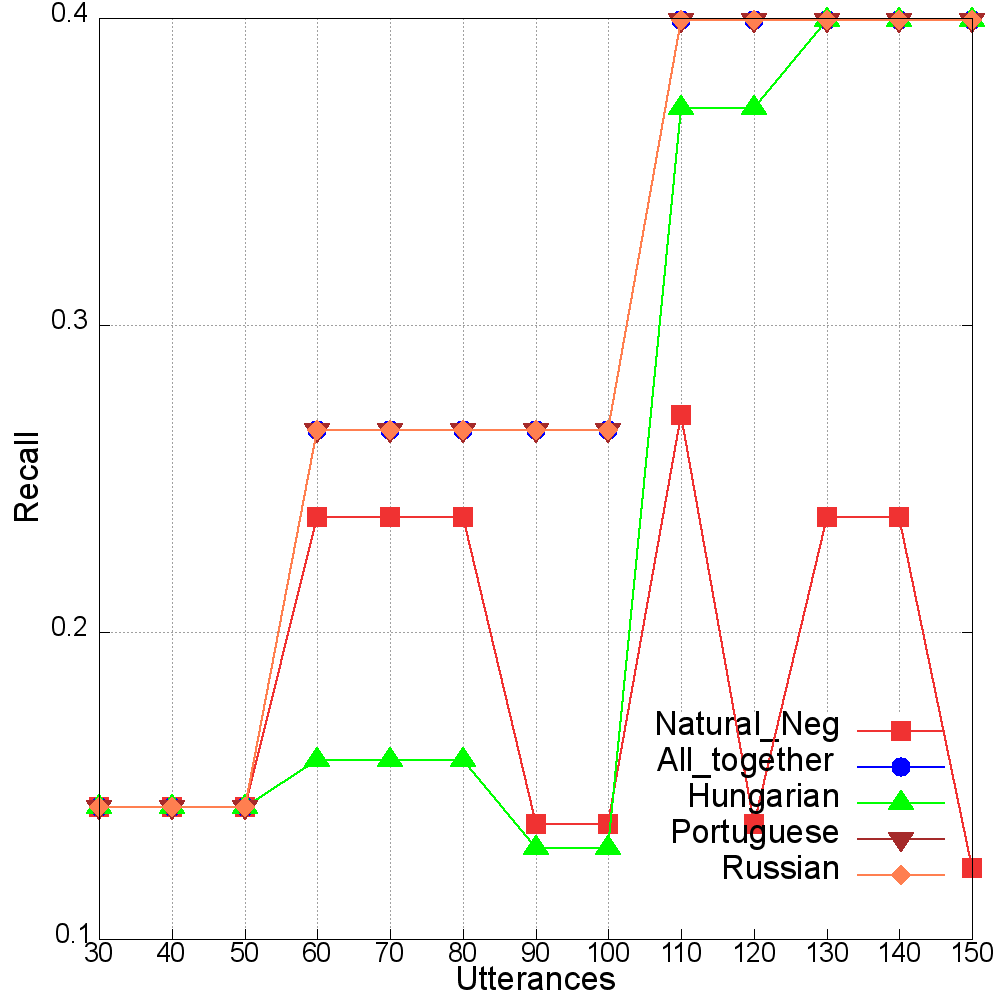 0.4
0.3
0.2
0.1
Recall
Natural_Neg
All_together
Hungarian
Portuguese
Russian
30 40 50 60 70 80 90 100 110 120 130 140 150
Utterances